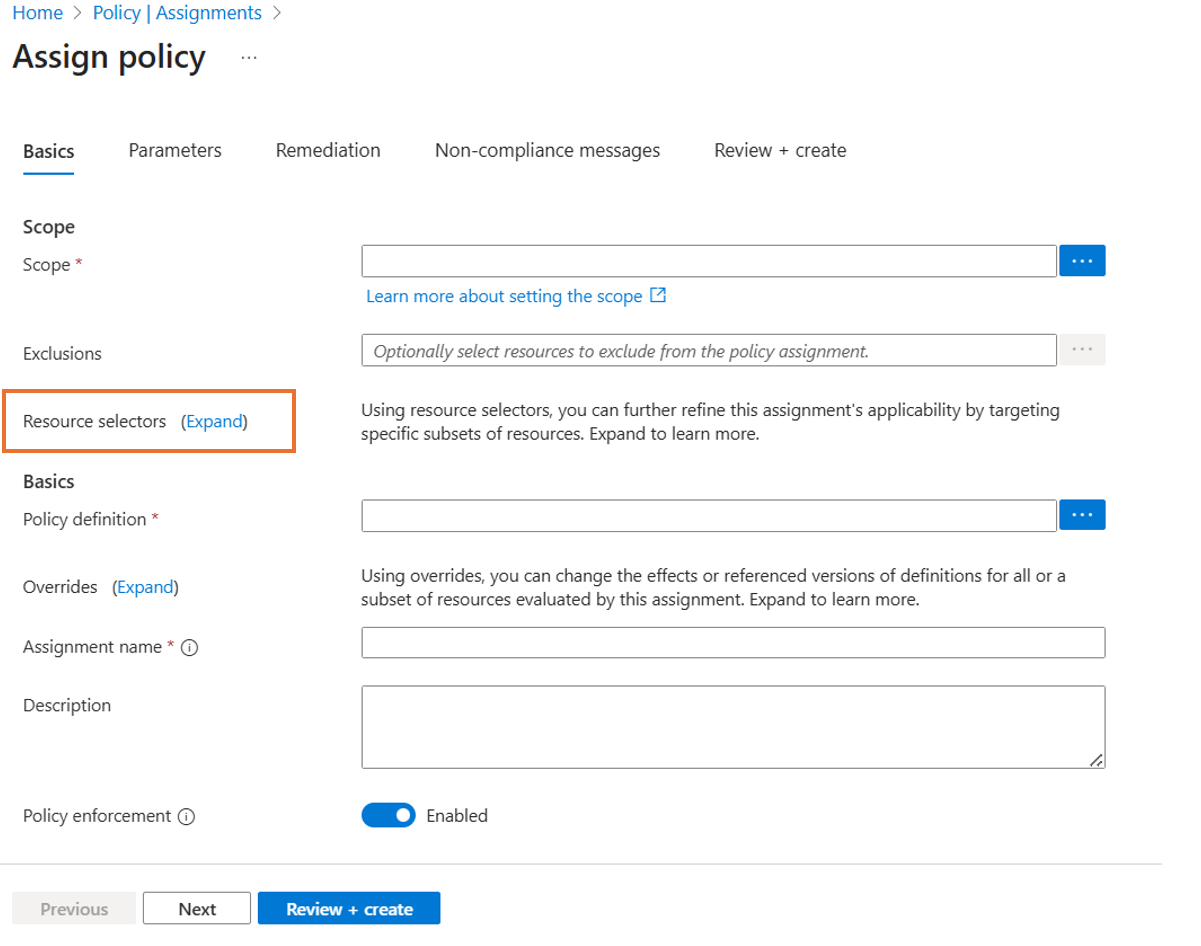 Home > Policy | Assignments >
Assign policy ...
Basics Parameters Remediation Non-compliance messages Review + create
Scope
Scope *
Learn more about setting the scope
Exclusions Optionally select resources to exclude from the policy assignment.
Resource selectors (Expand) Using resource selectors, you can further refine this assignment's applicability by targeting
specific subsets of resources. Expand to learn more.
Basics
Policy definition *
Overrides (Expand) Using overrides, you can change the effects or referenced versions of definitions for all or a
subset of resources evaluated by this assignment. Expand to learn more.
Assignment name *
Description
Policy enforcement Enabled
Previous Next Review + create